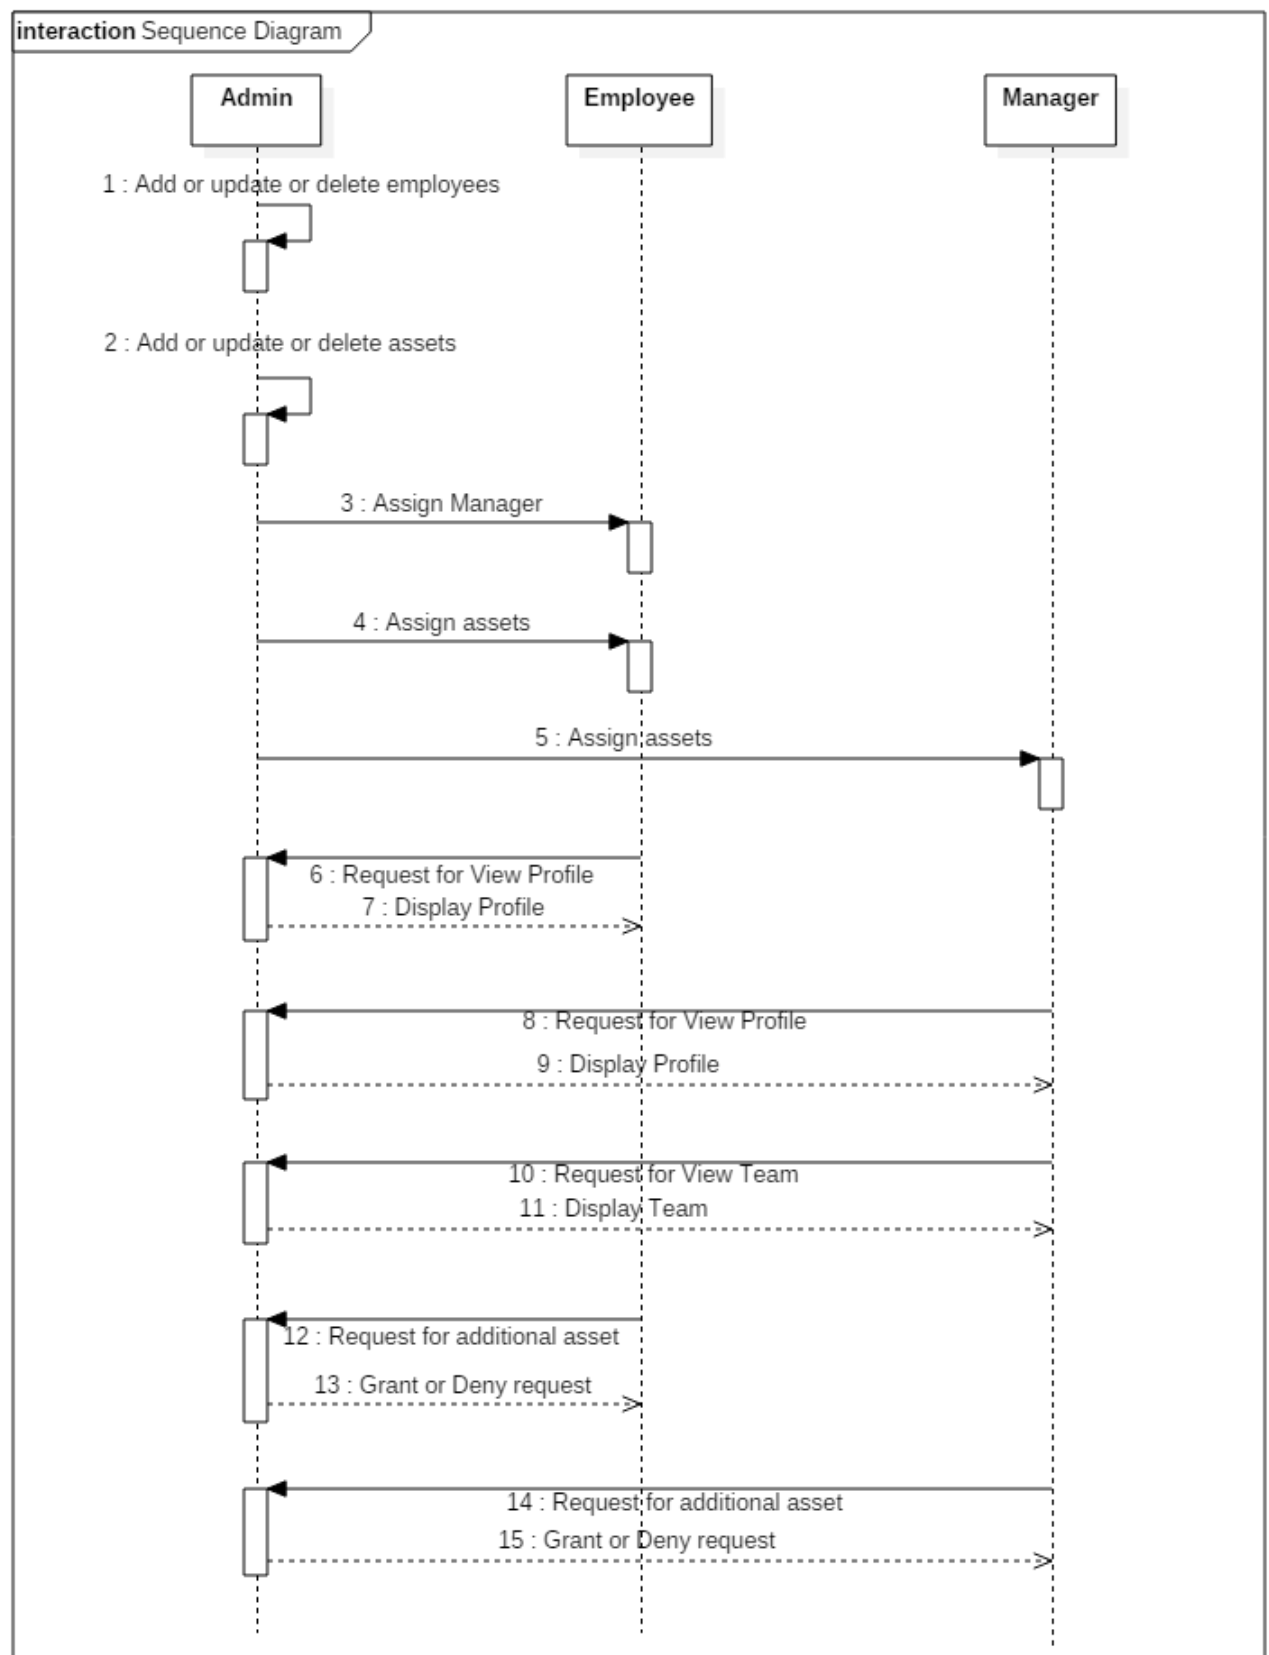 interaction Sequence Diagram
Admin
Employee
Manager
1 : Add or update or delete employees
2 : Add or update or delete assets
3 : Assign Manager
4 : Assign assets
5 : Assign assets
6 : Request for View Profile
7 : Display Profile
8 : Request for View Profile
9 : Display Profile
10 : Request for View Team
11 : Display Team
12 : Request for additional asset
13 : Grant or Deny request
14 : Request for additional asset
15 : Grant or Deny request